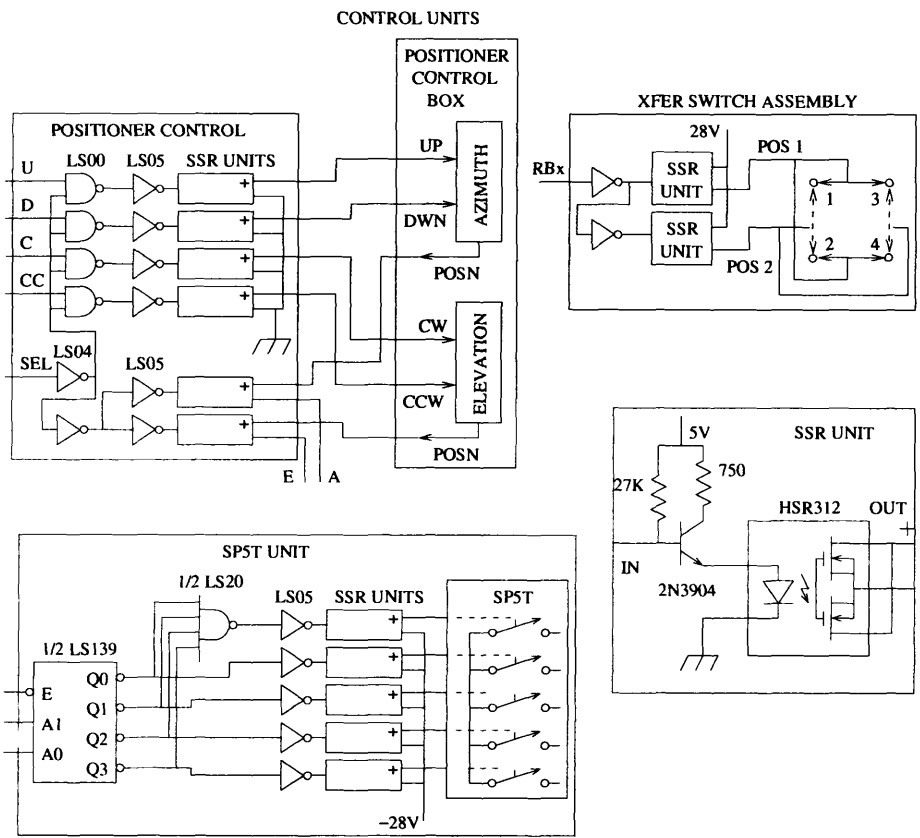 CONTROL UNITS
POSITIONER
CONTROL
BOX
POSITIONER CONTROL
LS00 LS05 SSR UNITS
U
D
C
CC
SEL LS04 LS05
E A
UP
DWN
AZIMUTH
POSN
CW
CCW
ELEVATION
POSN
XFER SWITCH ASSEMBLY
28V
POS 1
RBx
SSR
UNIT
SSR
UNIT
POS 2
1 3
2 4
SSR UNIT
5V
27K 750
HSR312 OUT
+
IN
2N3904
SP5T UNIT
1/2 LS20
LS05 SSR UNITS SP5T
1/2 LS139
E
A1
A0
Q0
Q1
Q2
Q3
+
+
+
+
+
−28V
+
+
+
+
+
+